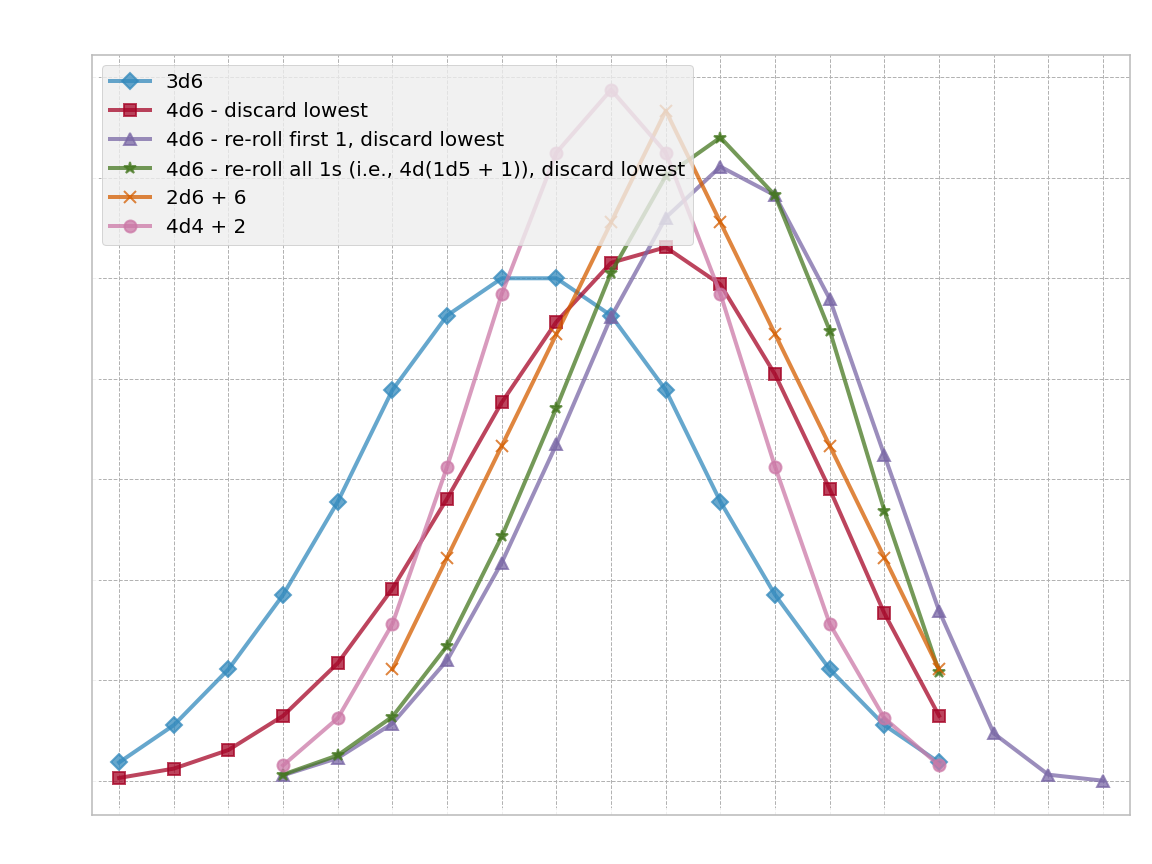 3d6
4d6 - discard lowest
4d6 - re-roll first 1, discard lowest
4d6 - re-roll all 1s (i.e., 4d(1d5 + 1)), discard lowest
2d6 + 6
4d4 + 2